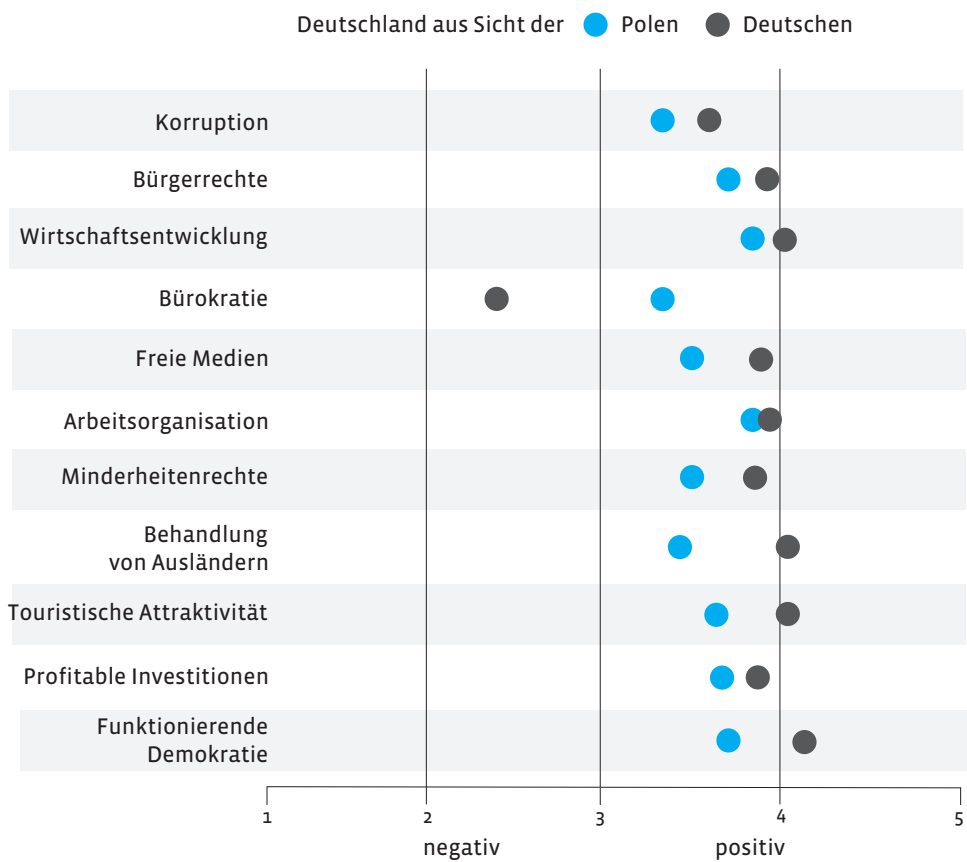 Deutschland aus Sicht der Polen Deutschen
Korruption
Bürgerrechte
Wirtschaftsentwicklung
Bürokratie
Freie Medien
Arbeitsorganisation
Minderheitenrechte
Behandlung
von Ausländern
Touristische Attraktivität
Profitable Investitionen
Funktionierende
Demokratie
1 2 3 4 5
negativ positiv